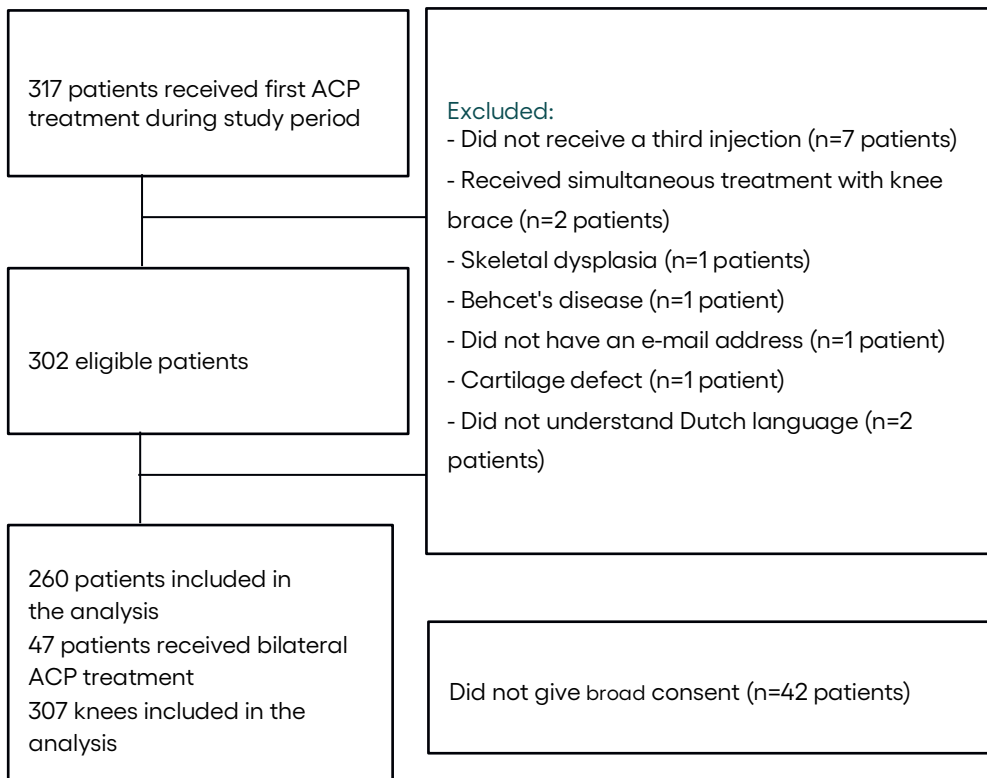 317 patients received first ACP
treatment during study period
Excluded:
- Did not receive a third injection (n=7 patients)
- Received simultaneous treatment with knee
brace (n=2 patients)
- Skeletal dysplasia (n=1 patients)
- Behcet's disease (n=1 patient)
- Did not have an e-mail address (n=1 patient)
- Cartilage defect (n=1 patient)
- Did not understand Dutch language (n=2
patients)
302 eligible patients
260 patients included in
the analysis
47 patients received bilateral
ACP treatment
307 knees included in the
analysis
Did not give broad consent (n=42 patients)